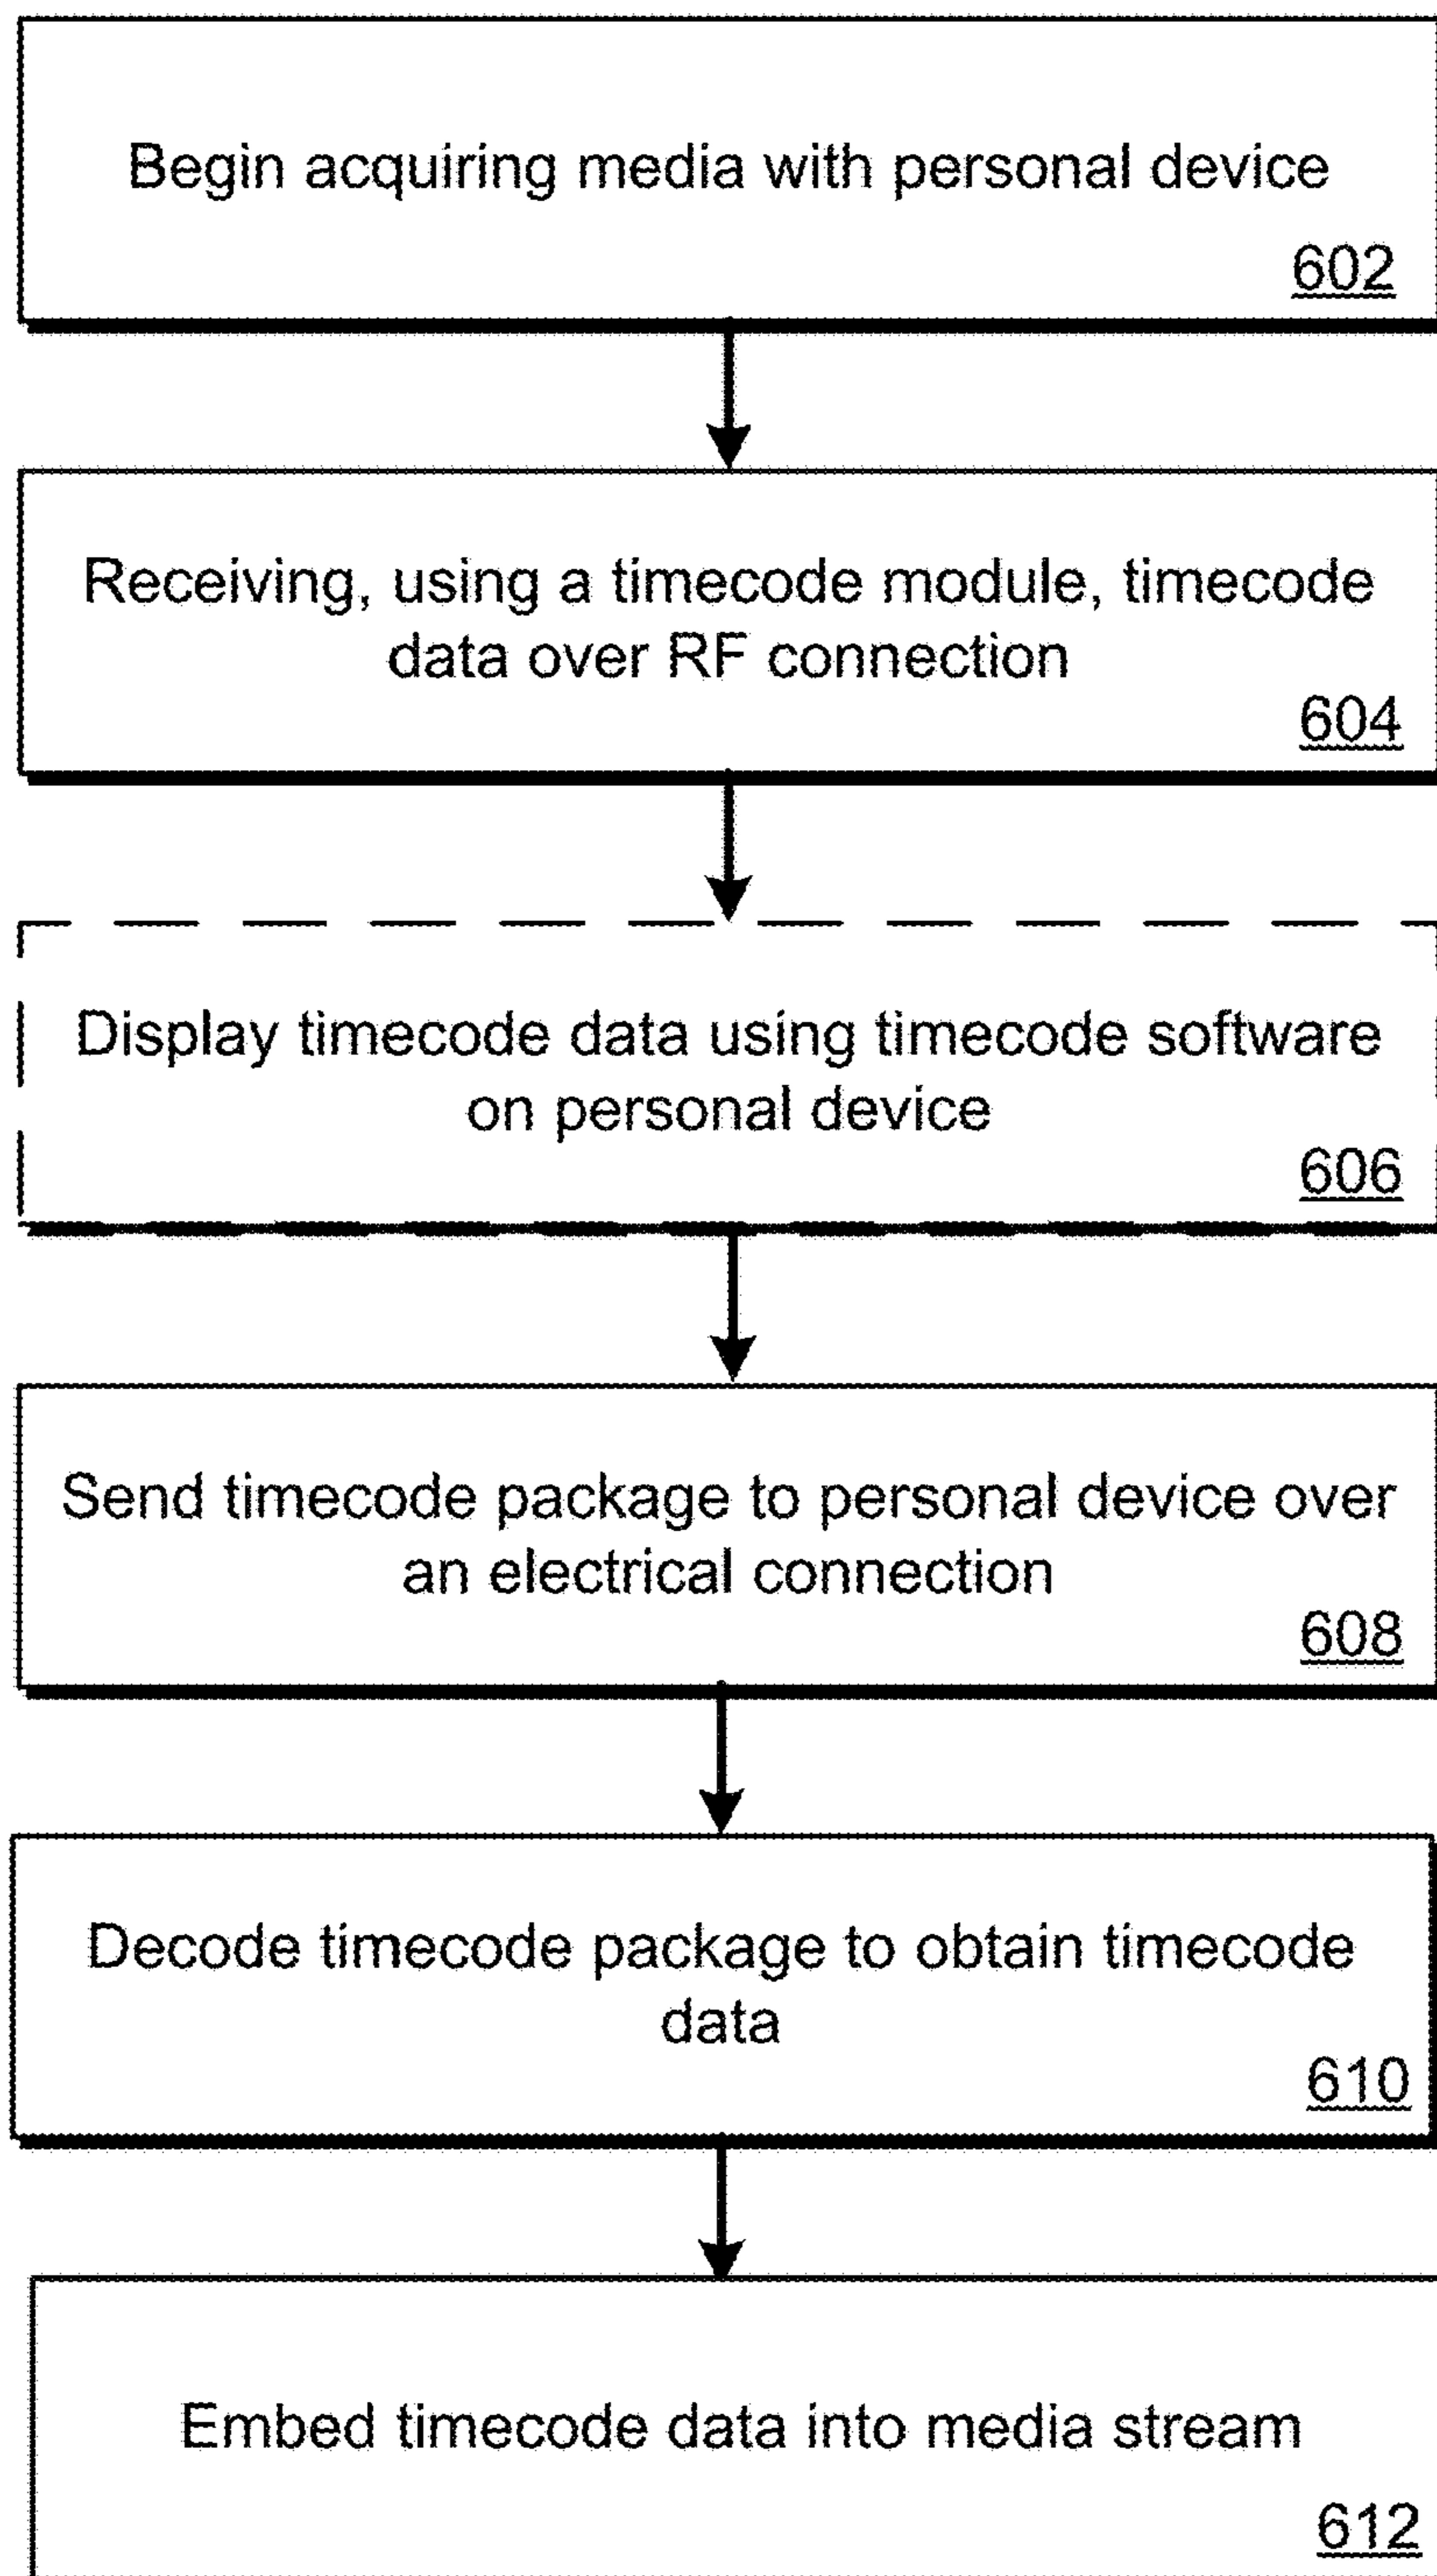 Begin acquiring media with personal device
602
Receiving, using a timecode module, timecode
data over RF connection
604
Display timecode data using timecode software
on personal device
606
Send timecode package to personal device over
an electrical connection
608
Decode timecode package to obtain timecode
data
610
Embed timecode data into media stream
612